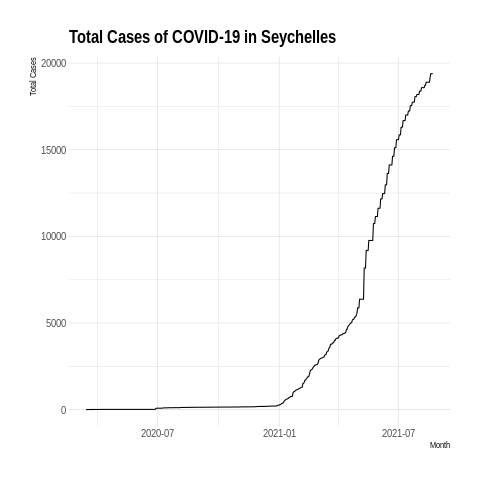 Total Cases of COVID-19 in Seychelles
Total Cases
20000
15000
10000
5000
0
2020-07 2021-01 2021-07
Month